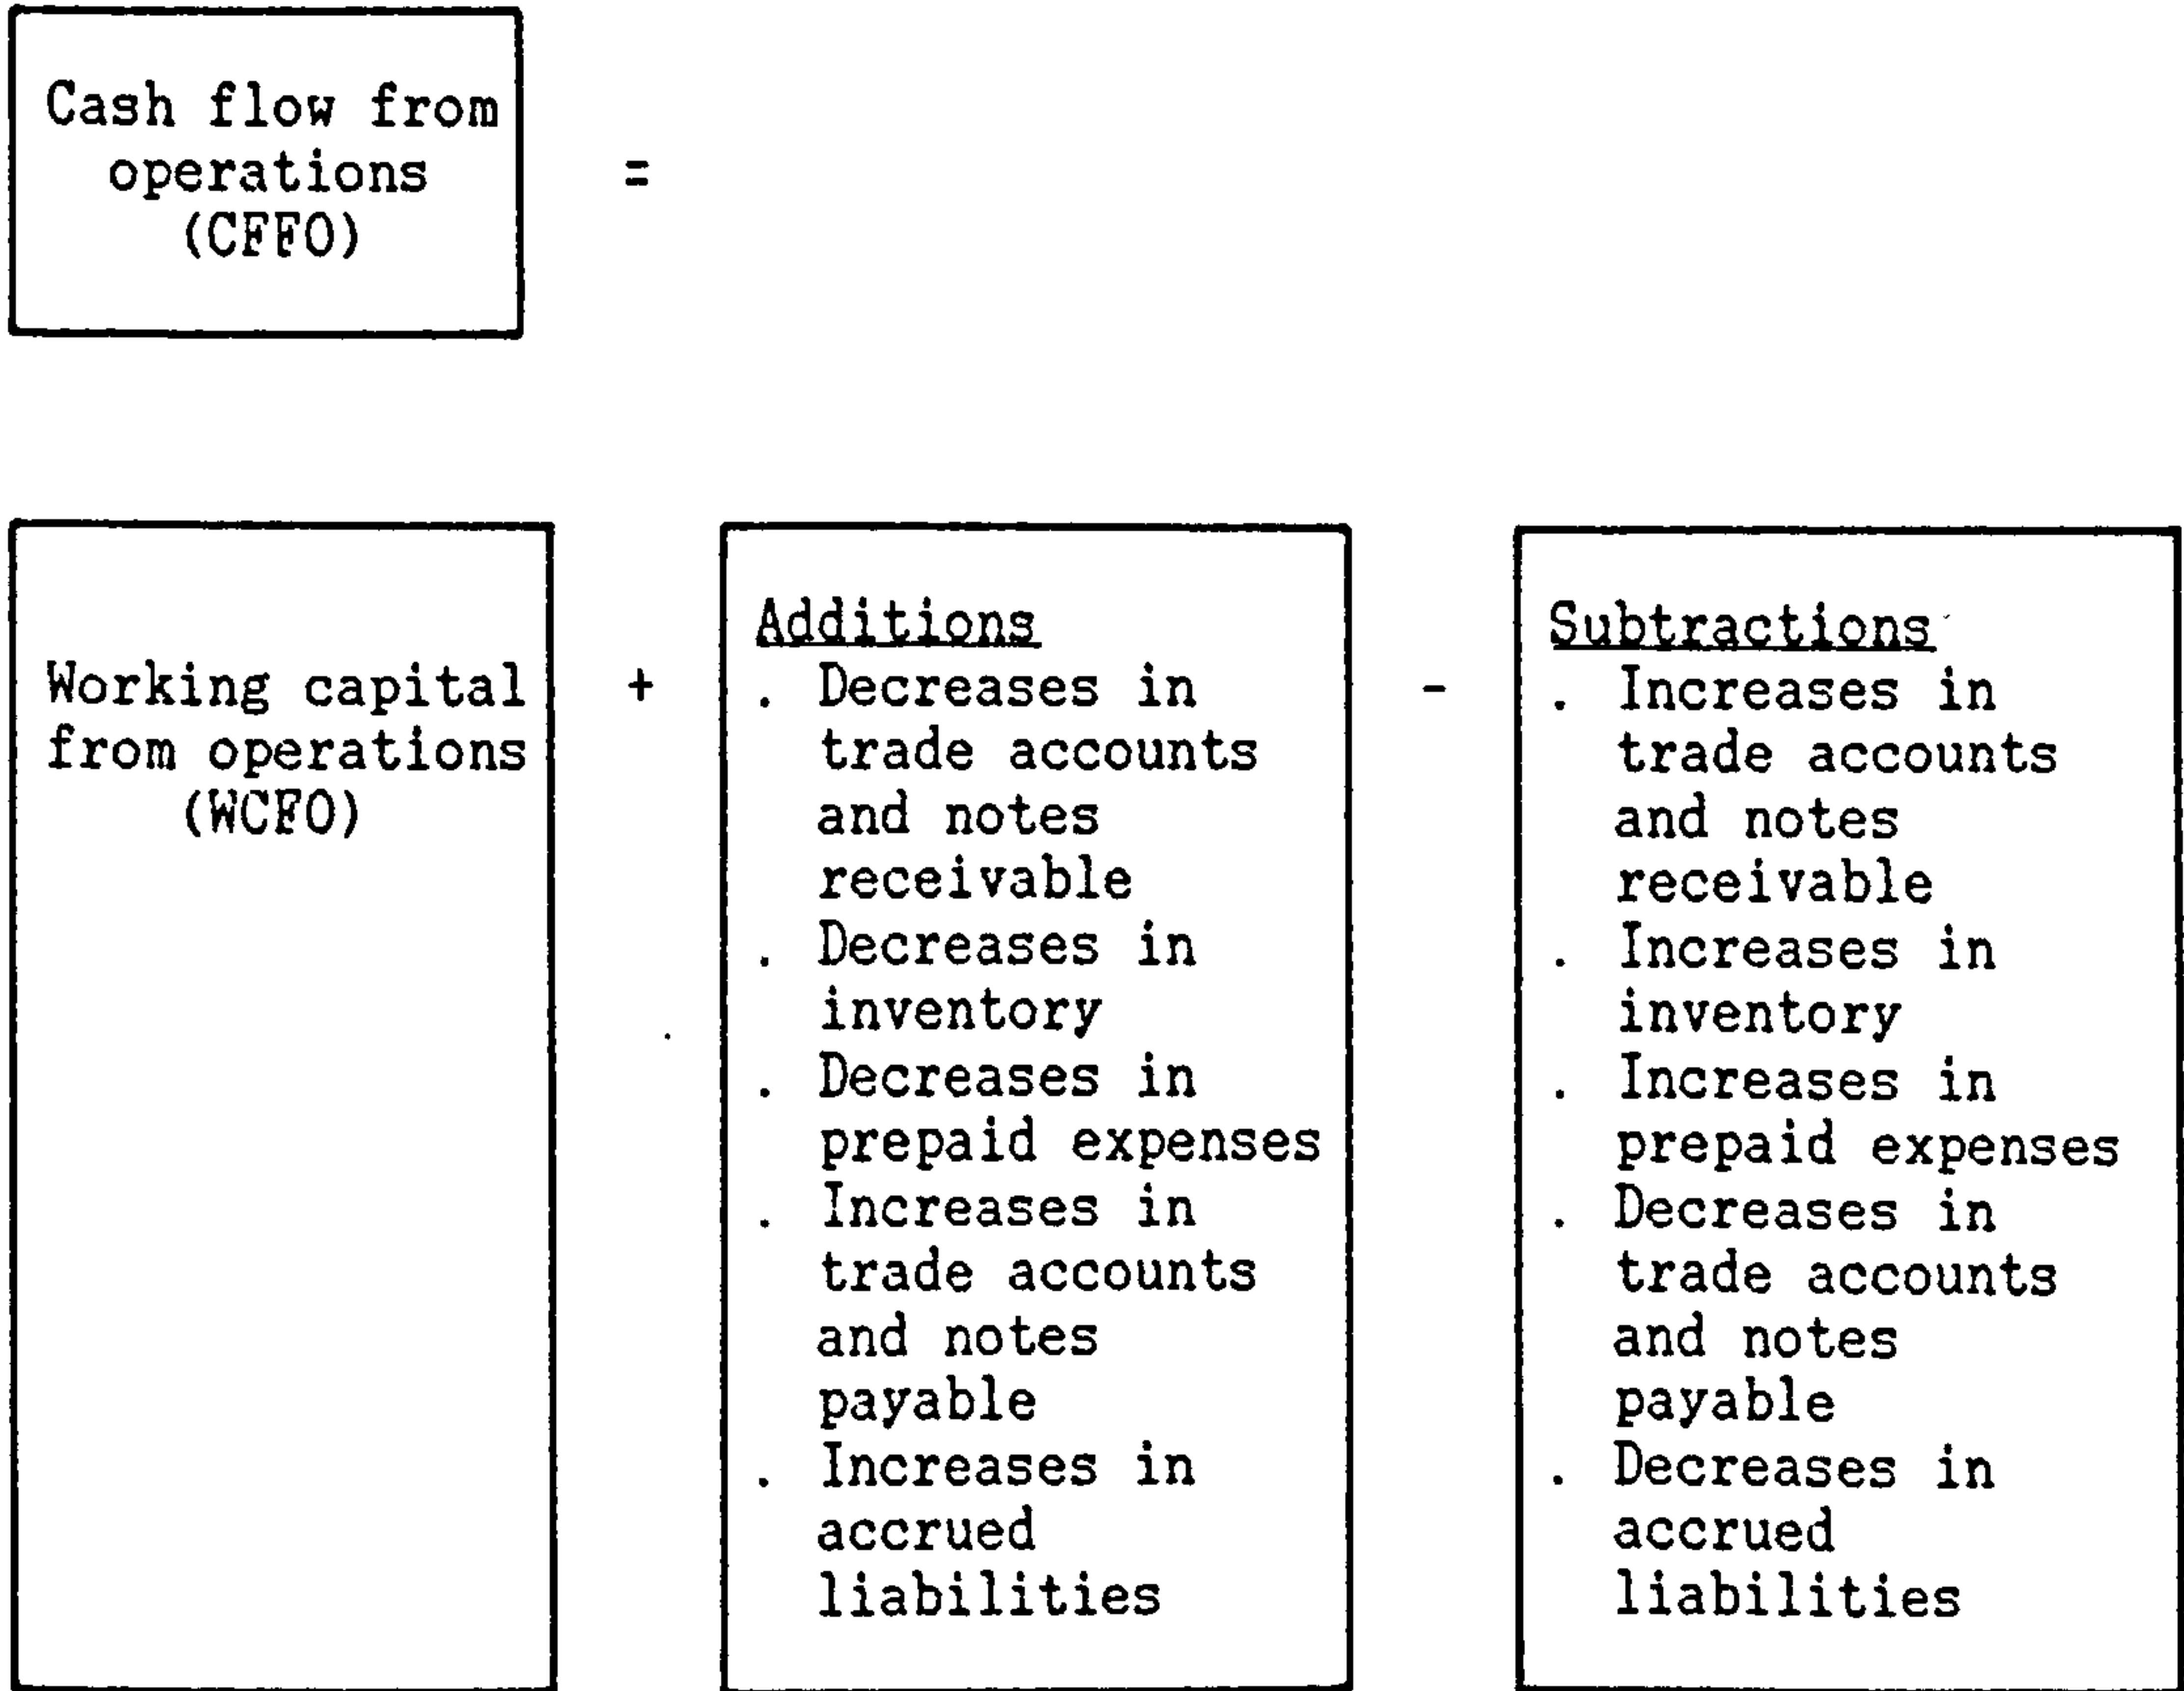 Cash flow from
operations
(CFFO)
=
Working capital
from operations
(WCFO)
+
Additions
. Decreases in
trade accounts
and notes
receivable
. Decreases in
inventory
. Decreases in
prepaid expenses
. Increases in
trade accounts
and notes
payable
. Increases in
accrued
liabilities
-
Subtractions
. Increases in
trade accounts
and notes
receivable
. Increases in
inventory
. Increases in
prepaid expenses
. Decreases in
trade accounts
and notes
payable
. Decreases in
accrued
liabilities